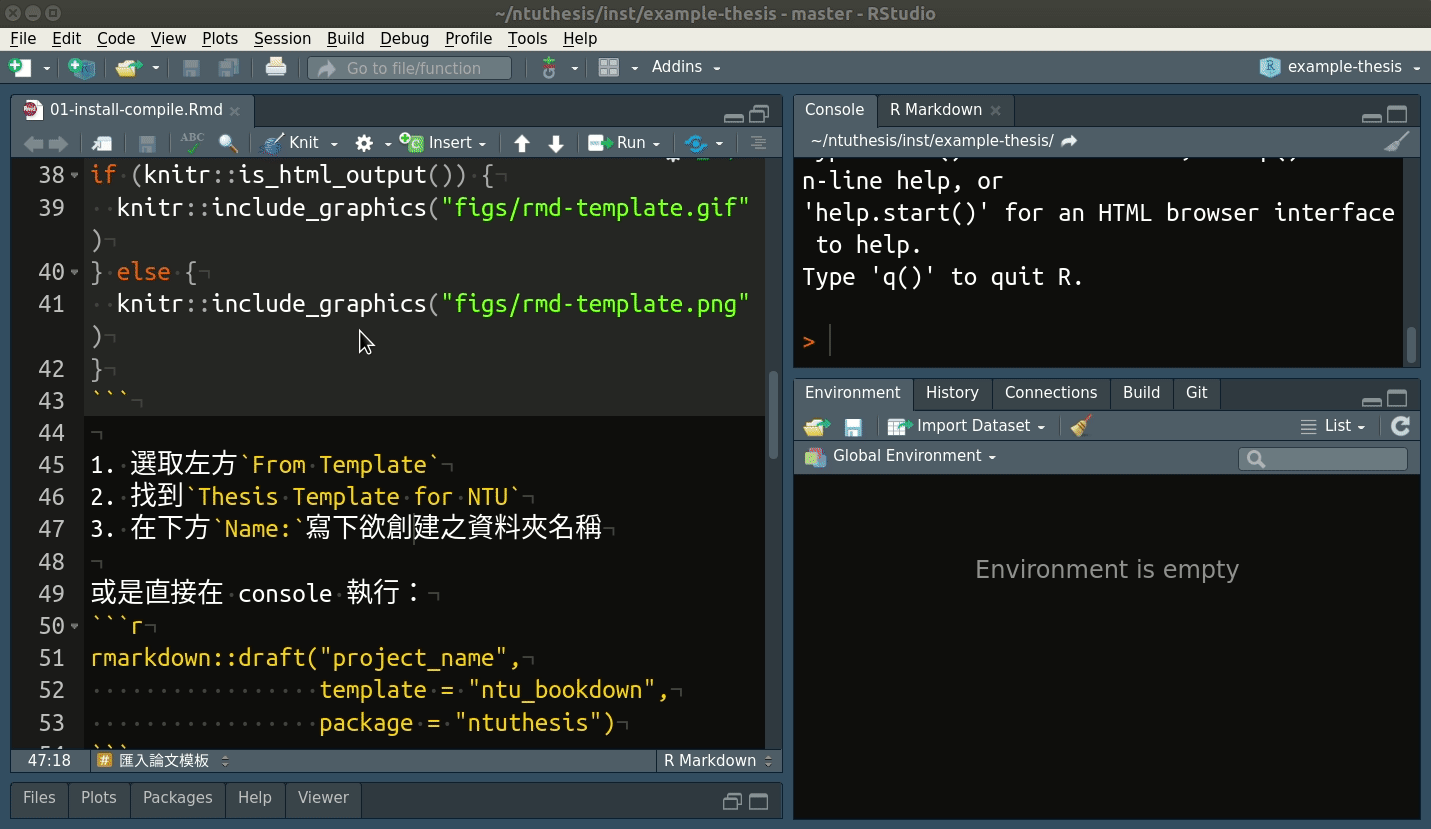 ~/ntuthesis/inst/example-thesis - master - RStudio
File Edit Code View Plots Session Build Debug Profile Tools Help
Go to file/function Addins example-thesis
01-install-compile.Rmd
ABC Knit Insert Run
38 if (knitr::is_html_output()) {
39   knitr::include_graphics("figs/rmd-template.gif"
)
40 } else {
41   knitr::include_graphics("figs/rmd-template.png"
)
42 }
43 ```
44
45 1. 選取左方`From Template`
46 2. 找到`Thesis Template for NTU`
47 3. 在下方`Name:`寫下欲創建之資料夾名稱
48
49 或是直接在 console 執行：
50 ```r
51 rmarkdown::draft("project_name",
52                  template = "ntu_bookdown",
53                  package = "ntuthesis")
47:18 # 匯入論文模板 R Markdown
Files Plots Packages Help Viewer
Console R Markdown
~/ntuthesis/inst/example-thesis/
n-line help, or
'help.start()' for an HTML browser interface
 to help.
Type 'q()' to quit R.
>
Environment History Connections Build Git
Import Dataset List
Global Environment
Environment is empty